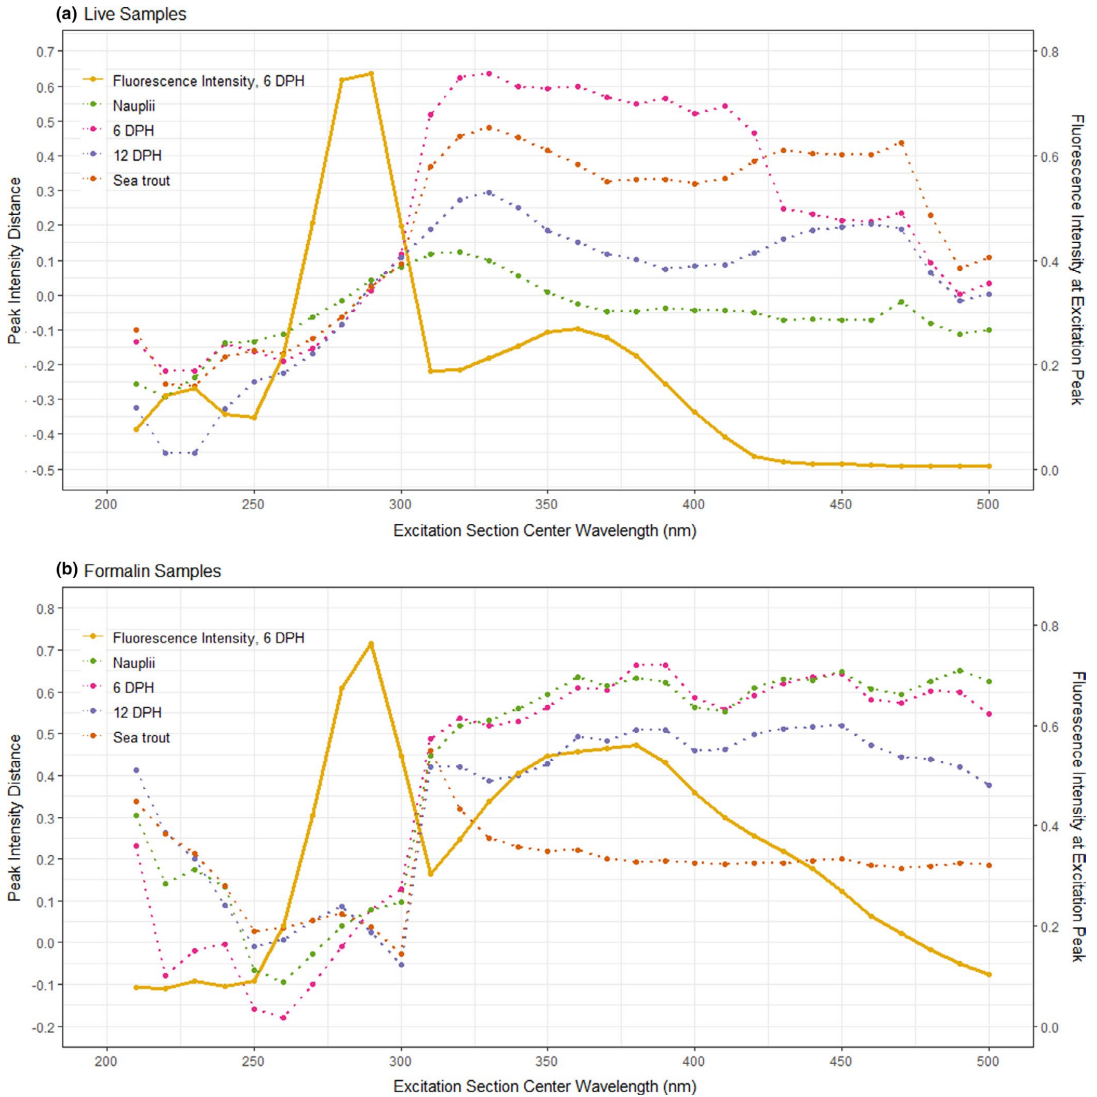 (a) Live Samples
0.7
0.6
0.5
0.4
0.3
0.2
0.1
0.0
-0.1
-0.2
-0.3
-0.4
-0.5
Peak Intensity Distance
Fluorescence Intensity, 6 DPH
Nauplii
6 DPH
12 DPH
Sea trout
0.8
0.6
0.4
0.2
0.0
Fluorescence Intensity at Excitation Peak
200 250 300 350 400 450 500
Excitation Section Center Wavelength (nm)
(b) Formalin Samples
0.8
0.7
0.6
0.5
0.4
0.3
0.2
0.1
0.0
-0.1
-0.2
Peak Intensity Distance
Fluorescence Intensity, 6 DPH
Nauplii
6 DPH
12 DPH
Sea trout
0.8
0.6
0.4
0.2
0.0
Fluorescence Intensity at Excitation Peak
200 250 300 350 400 450 500
Excitation Section Center Wavelength (nm)